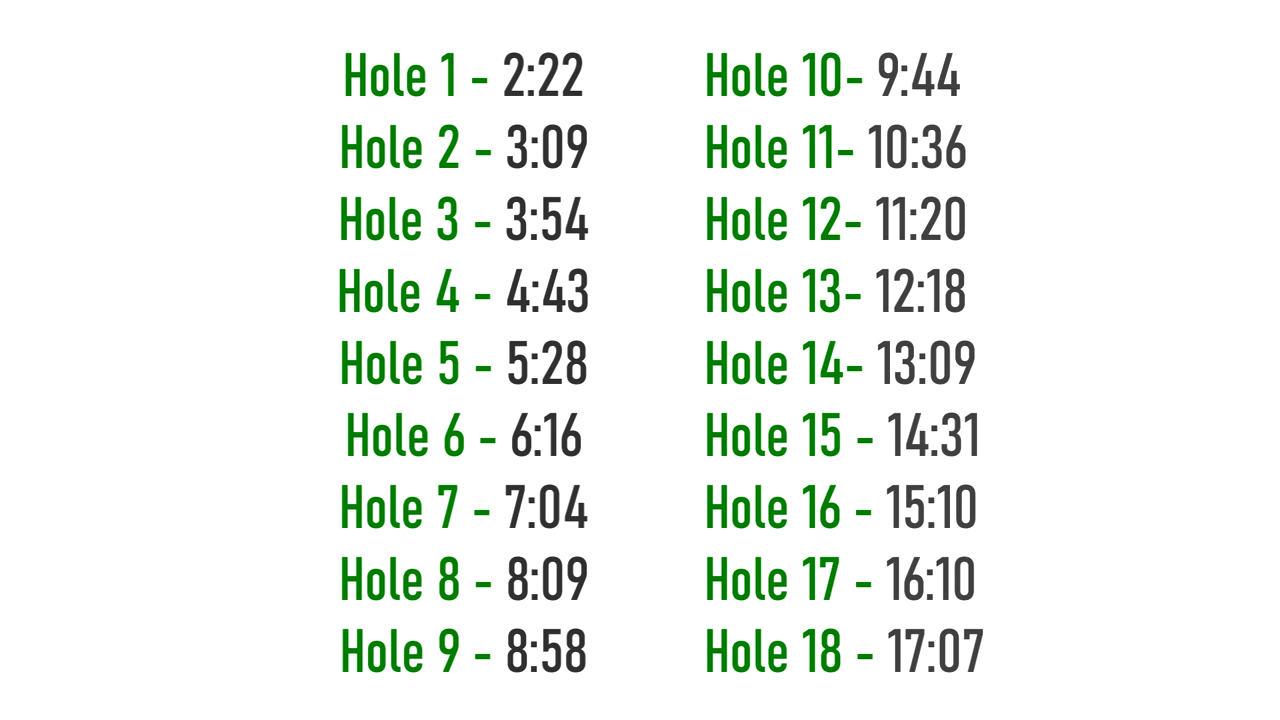 Hole 1 - 2:22
Hole 2 - 3:09
Hole 3 - 3:54
Hole 4 - 4:43
Hole 5 - 5:28
Hole 6 - 6:16
Hole 7 - 7:04
Hole 8 - 8:09
Hole 9 - 8:58
Hole 10- 9:44
Hole 11- 10:36
Hole 12- 11:20
Hole 13- 12:18
Hole 14- 13:09
Hole 15 - 14:31
Hole 16 - 15:10
Hole 17 - 16:10
Hole 18 - 17:07